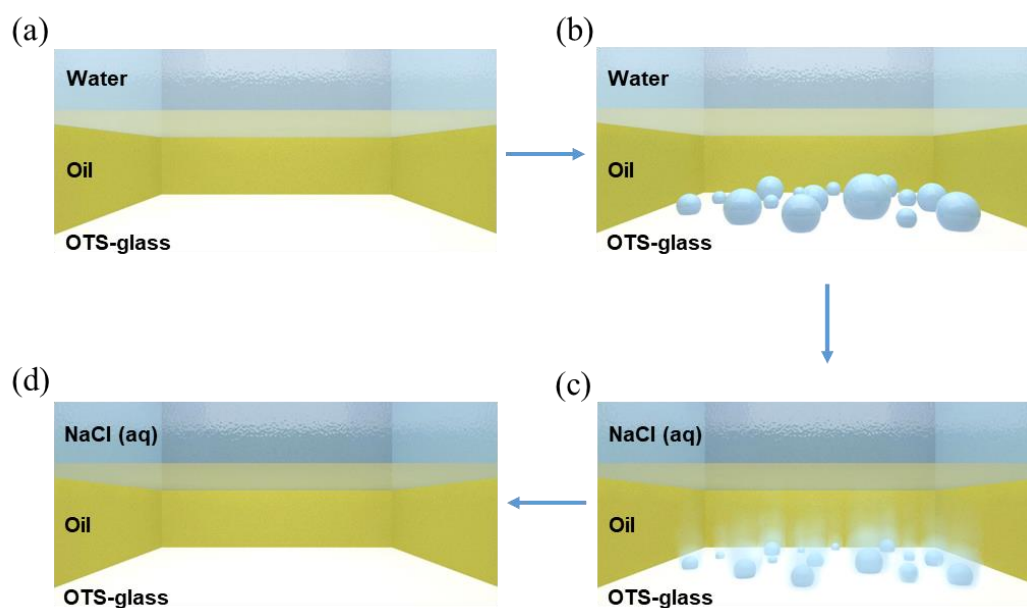 (a)
Water
Oil
OTS-glass
(b)
Water
Oil
OTS-glass
(d)
NaCl (aq)
Oil
OTS-glass
(c)
NaCl (aq)
Oil
OTS-glass